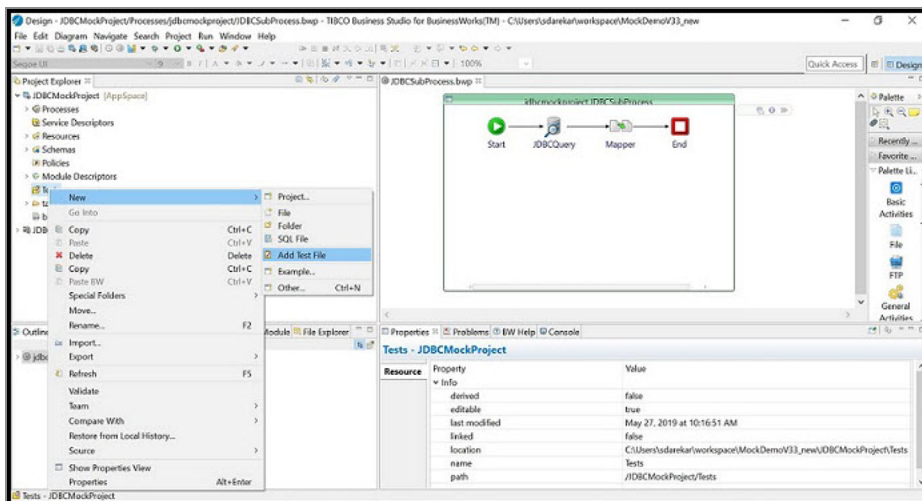 Design - JDBCMockProject/Processes/jdbcmockproject/JDBCSubProcess.bwp - TIBCO Business Studio for BusinessWorks(TM) - C:\Users\sdarekar\workspace\MockDemoV33_new
File Edit Diagram Navigate Search Project Run Window Help
Segoe UI 9 100% Quick Access Design
Project Explorer
JDBCMockProject [AppSpace]
Processes
Service Descriptors
Resources
Schemas
Policies
Module Descriptors
New
Go Into
Copy Ctrl+C
Paste Ctrl+V
Delete Delete
Copy Ctrl+C
Paste BW Ctrl+V
Special Folders
Move...
Rename... F2
Import...
Export
Refresh F5
Validate
Team
Compare With
Restore from Local History...
Source
Show Properties View
Properties Alt+Enter
Project...
File
Folder
SQL File
Add Test File
Example...
Other... Ctrl+N
JDBCSubProcess.bwp
jdbcmockproject.JDBCSubProcess
Start JDBCQuery Mapper End
Palette
Recently ...
Favorite ...
Palette Li...
Basic Activities
File
FTP
General Activities
Outline
Module File Explorer
Properties Problems BW Help Console
Tests - JDBCMockProject
Resource
Property Value
Info
derived false
editable true
last modified May 27, 2019 at 10:16:51 AM
linked false
location C:\Users\sdarekar\workspace\MockDemoV33_new\JDBCMockProject\Tests
name Tests
path /JDBCMockProject/Tests
Tests - JDBCMockProject